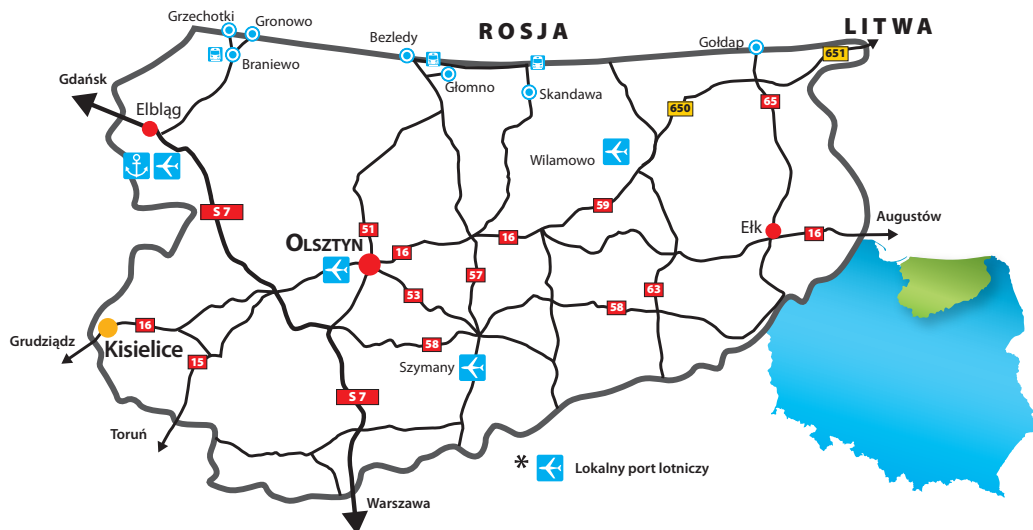 Grzechotki
Gronowo
Bezledy
ROSJA
LITWA
Gołdap
651
Braniewo
Głomno
Skandawa
Gdańsk
Elbląg
650
65
Wilamowo
S 7
59
51
Ełk
Augustów
16
OLSZTYN
16
16
57
53
63
58
Grudziądz
16
Kisielice
58
15
Szymany
S 7
Toruń
* Lokalny port lotniczy
Warszawa